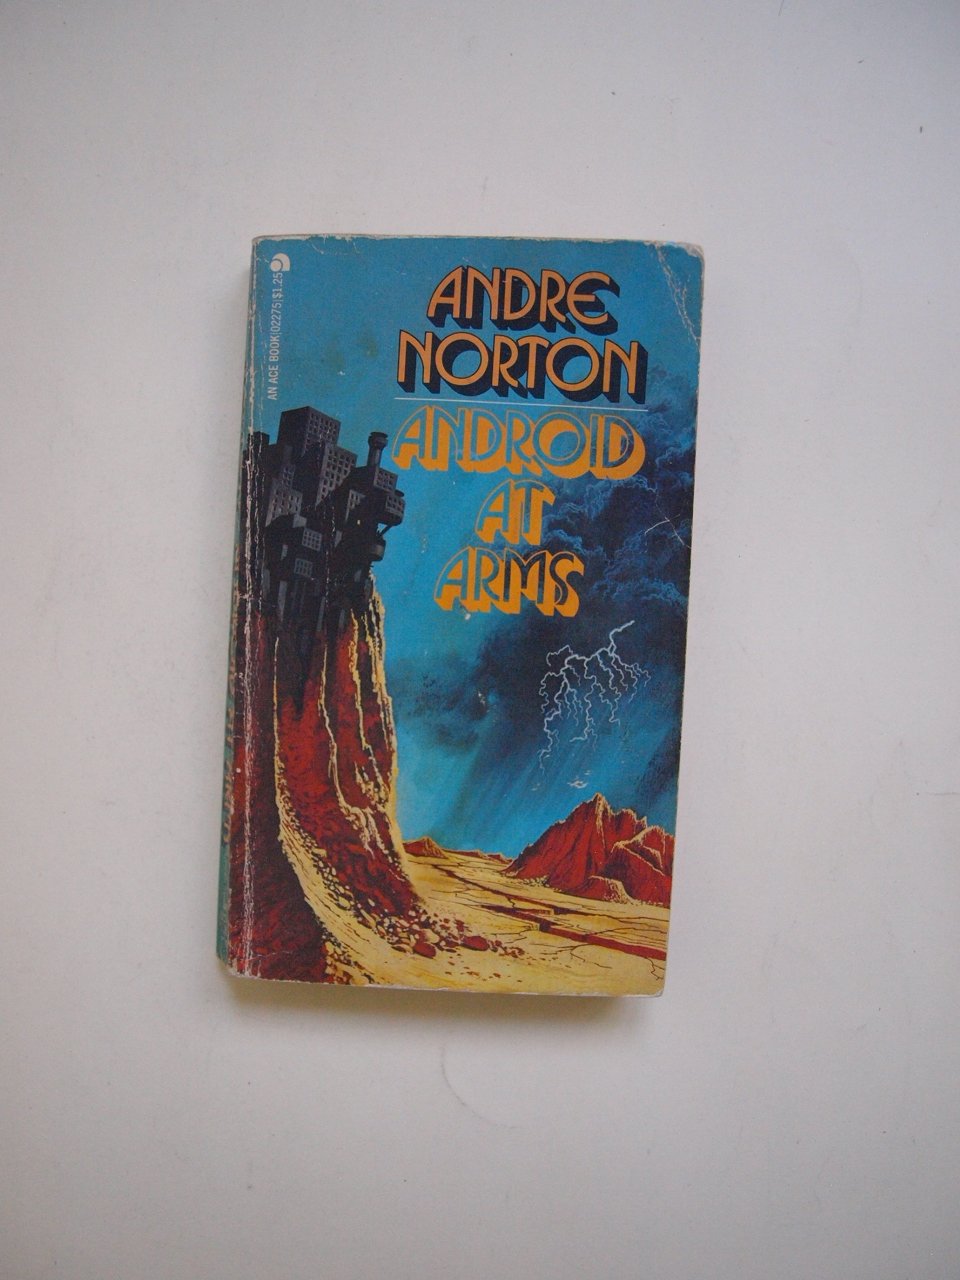 AN ACE BOOK|02275|$1.25
ANDRE
NORTON
ANDROID
AT
ARMS